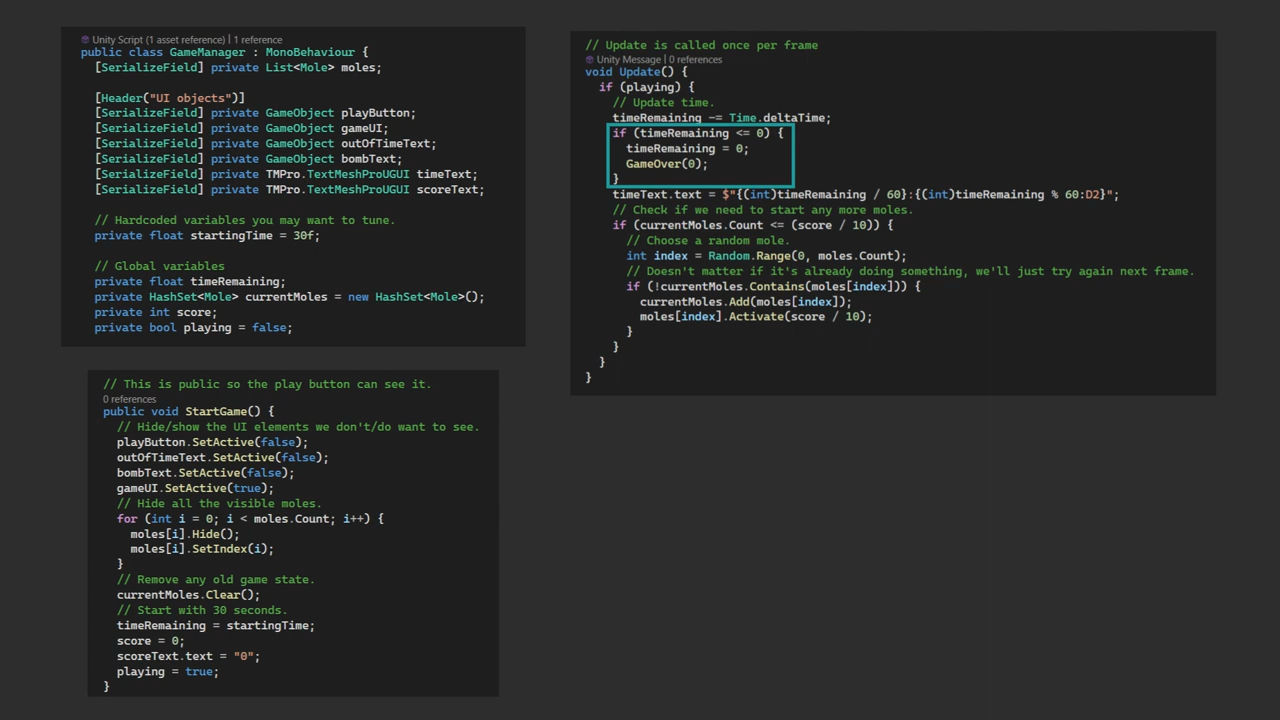 Unity Script (1 asset reference) | 1 reference
public class GameManager : MonoBehaviour {
[SerializeField] private List<Mole> moles;
[Header("UI objects")]
[SerializeField] private GameObject playButton;
[SerializeField] private GameObject gameUI;
[SerializeField] private GameObject outOfTimeText;
[SerializeField] private GameObject bombText;
[SerializeField] private TMPro.TextMeshProUGUI timeText;
[SerializeField] private TMPro.TextMeshProUGUI scoreText;
// Hardcoded variables you may want to tune.
private float startingTime = 30f;
// Global variables
private float timeRemaining;
private HashSet<Mole> currentMoles = new HashSet<Mole>();
private int score;
private bool playing = false;
// This is public so the play button can see it.
0 references
public void StartGame() {
// Hide/show the UI elements we don't/do want to see.
playButton.SetActive(false);
outOfTimeText.SetActive(false);
bombText.SetActive(false);
gameUI.SetActive(true);
// Hide all the visible moles.
for (int i = 0; i < moles.Count; i++) {
moles[i].Hide();
moles[i].SetIndex(i);
}
// Remove any old game state.
currentMoles.Clear();
// Start with 30 seconds.
timeRemaining = startingTime;
score = 0;
scoreText.text = "0";
playing = true;
}
// Update is called once per frame
Unity Message | 0 references
void Update() {
if (playing) {
// Update time.
timeRemaining -= Time.deltaTime;
if (timeRemaining <= 0) {
timeRemaining = 0;
GameOver(0);
}
timeText.text = $"{(int)timeRemaining / 60}:{(int)timeRemaining % 60:D2}";
// Check if we need to start any more moles.
if (currentMoles.Count <= (score / 10)) {
// Choose a random mole.
int index = Random.Range(0, moles.Count);
// Doesn't matter if it's already doing something, we'll just try again next frame.
if (!currentMoles.Contains(moles[index])) {
currentMoles.Add(moles[index]);
moles[index].Activate(score / 10);
}
}
}
}